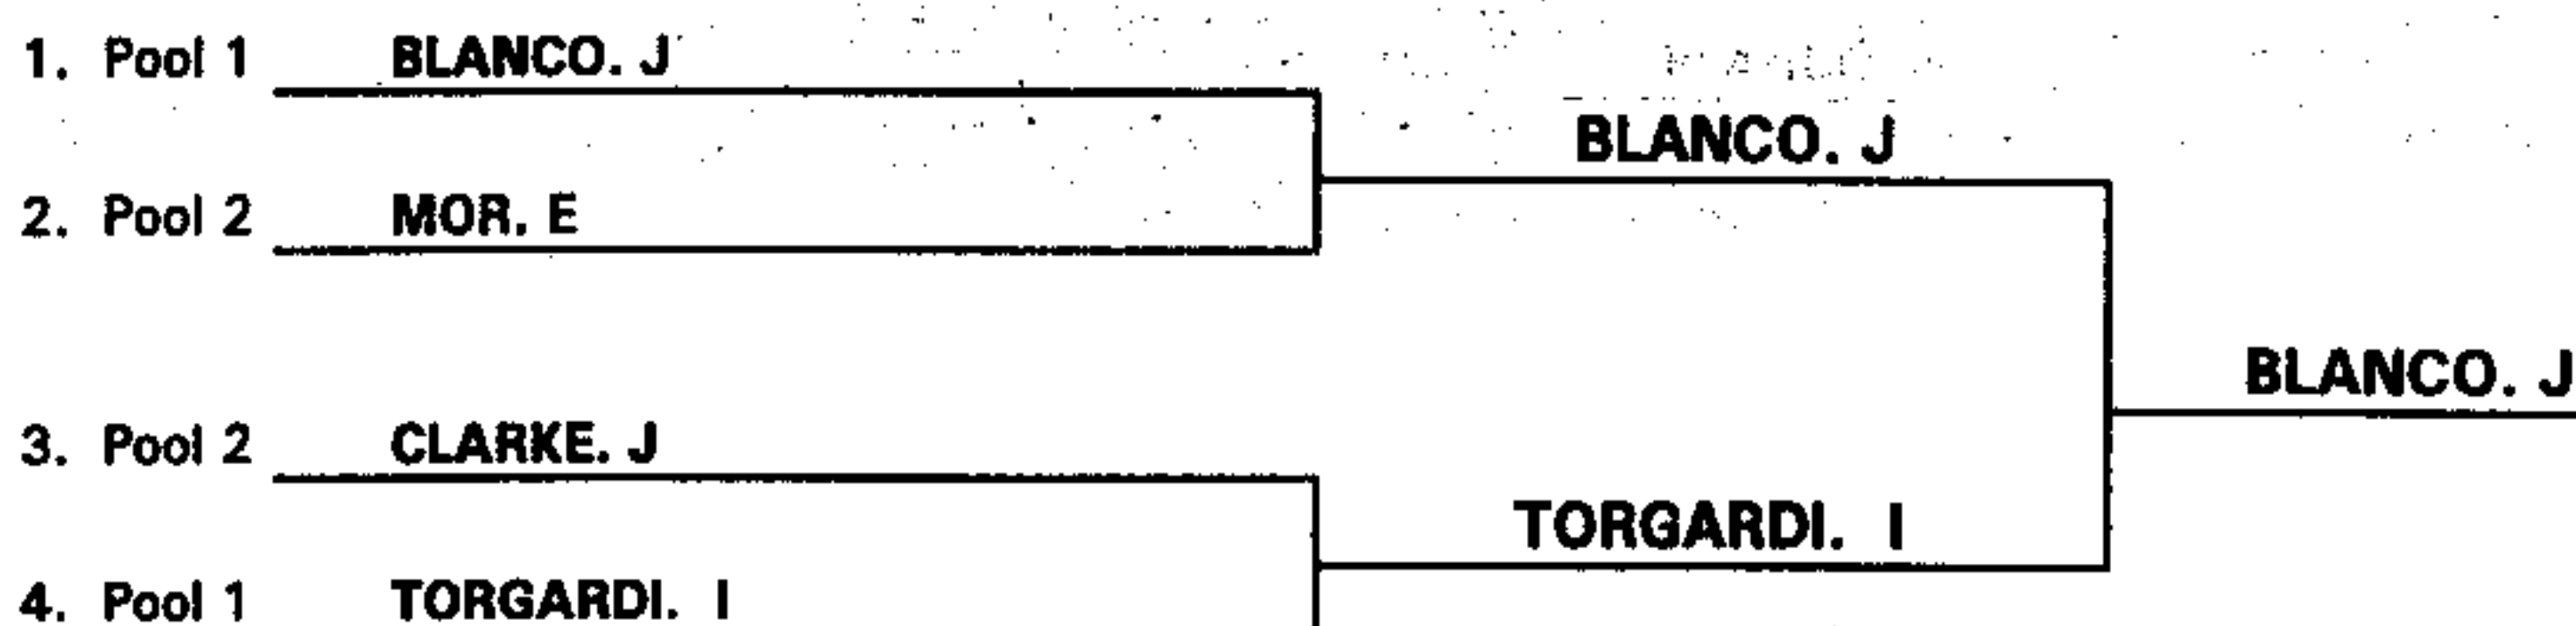 1. Pool 1 BLANCO. J
BLANCO. J
2. Pool 2 MOR. E
BLANCO. J
3. Pool 2 CLARKE. J
TORGARDI. I
4. Pool 1 TORGARDI. I